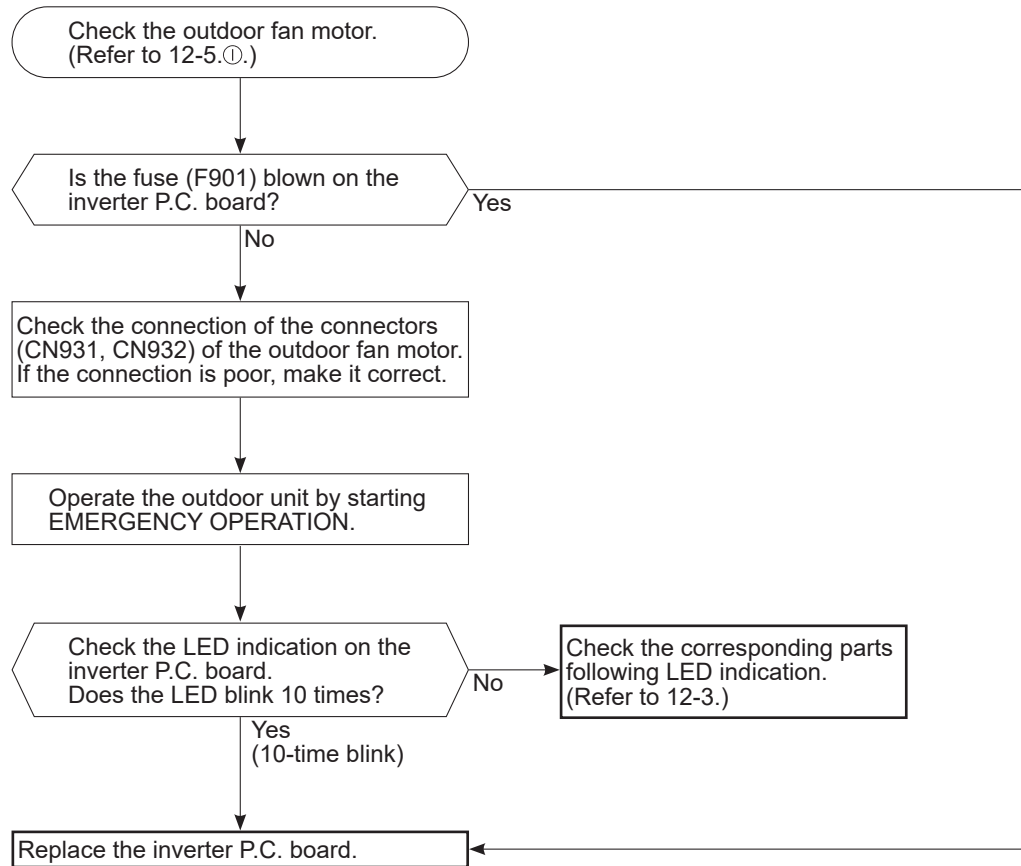 Check the outdoor fan motor.
(Refer to 12-5.Ⓘ.)
Is the fuse (F901) blown on the
inverter P.C. board?
Yes
No
Check the connection of the connectors
(CN931, CN932) of the outdoor fan motor.
If the connection is poor, make it correct.
Operate the outdoor unit by starting
EMERGENCY OPERATION.
Check the LED indication on the
inverter P.C. board.
Does the LED blink 10 times?
No
Check the corresponding parts
following LED indication.
(Refer to 12-3.)
Yes
(10-time blink)
Replace the inverter P.C. board.